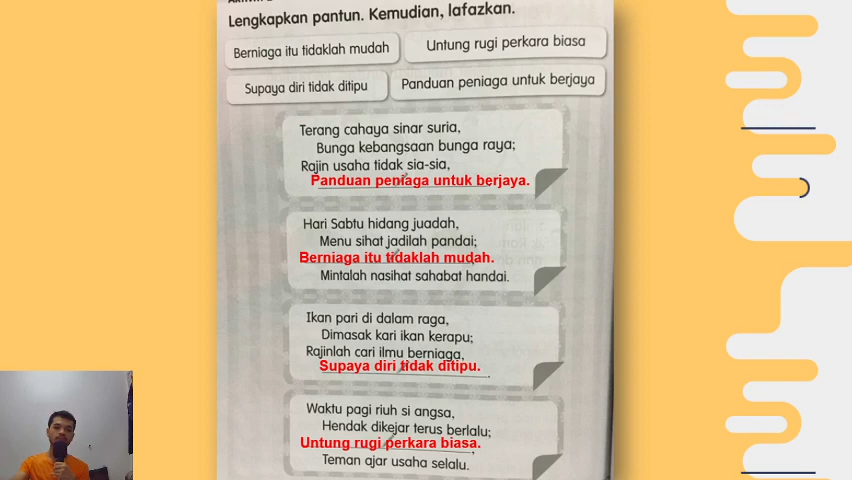 Lengkapkan pantun. Kemudian, lafazkan.
Berniaga itu tidaklah mudah
Untung rugi perkara biasa
Supaya diri tidak ditipu
Panduan peniaga untuk berjaya
Terang cahaya sinar suria,
Bunga kebangsaan bunga raya;
Rajin usaha tidak sia-sia,
Panduan peniaga untuk berjaya.
Hari Sabtu hidang juadah,
Menu sihat jadilah pandai;
Berniaga itu tidaklah mudah.
Mintalah nasihat sahabat handai.
Ikan pari di dalam raga,
Dimasak kari ikan kerapu;
Rajinlah cari ilmu berniaga,
Supaya diri tidak ditipu.
Waktu pagi riuh si angsa,
Hendak dikejar terus berlalu;
Untung rugi perkara biasa.
Teman ajar usaha selalu.